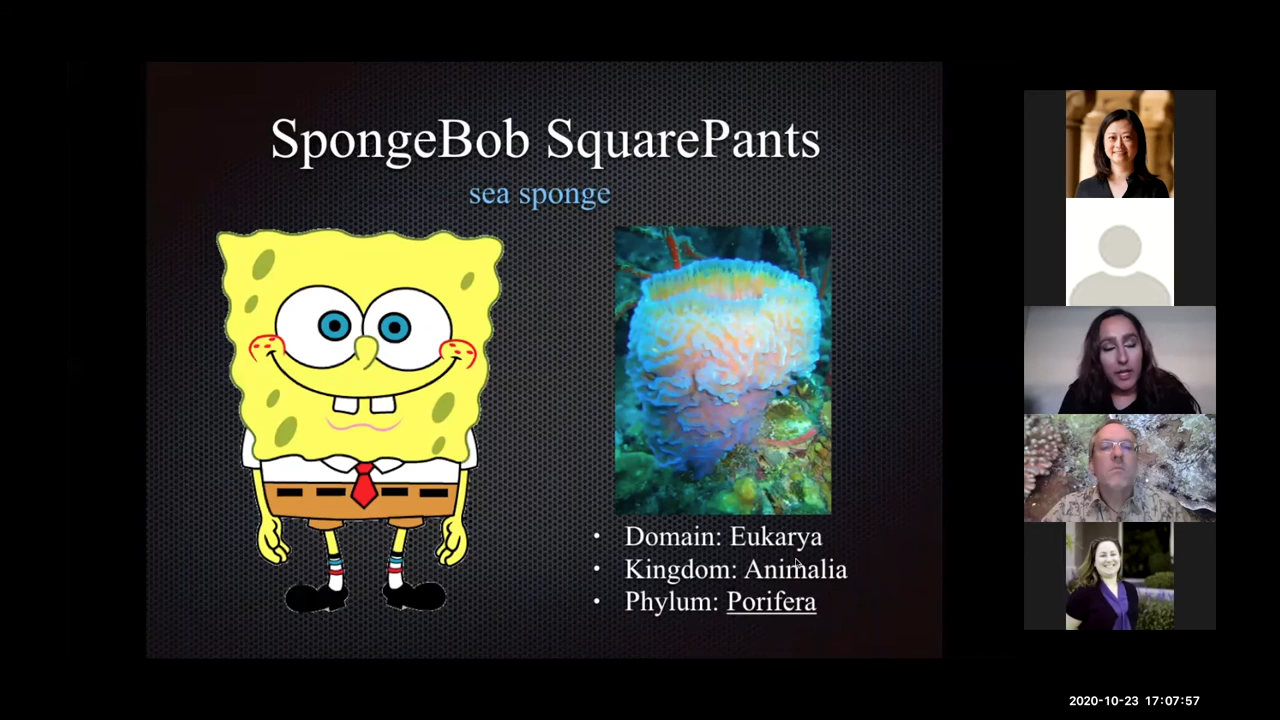 SpongeBob SquarePants
sea sponge
• Domain: Eukarya
• Kingdom: Animalia
• Phylum: Porifera
2020-10-23 17:07:57